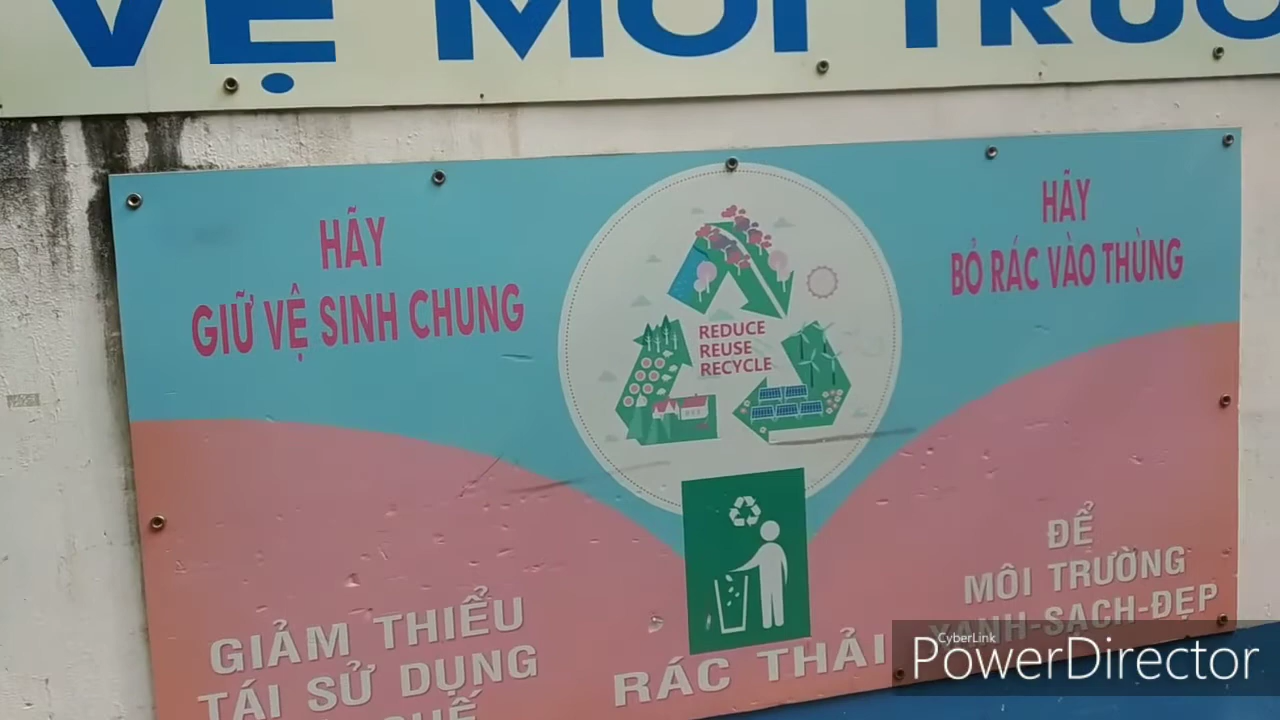 VỆ MÔI TRƯỜ
HÃY
GIỮ VỆ SINH CHUNG
HÃY
BỎ RÁC VÀO THÙNG
REDUCE
REUSE
RECYCLE
GIẢM THIỂU
TÁI SỬ DỤNG
RÁC THẢI
ĐỂ
MÔI TRƯỜNG
XANH-SẠCH-ĐẸP
CyberLink
PowerDirector